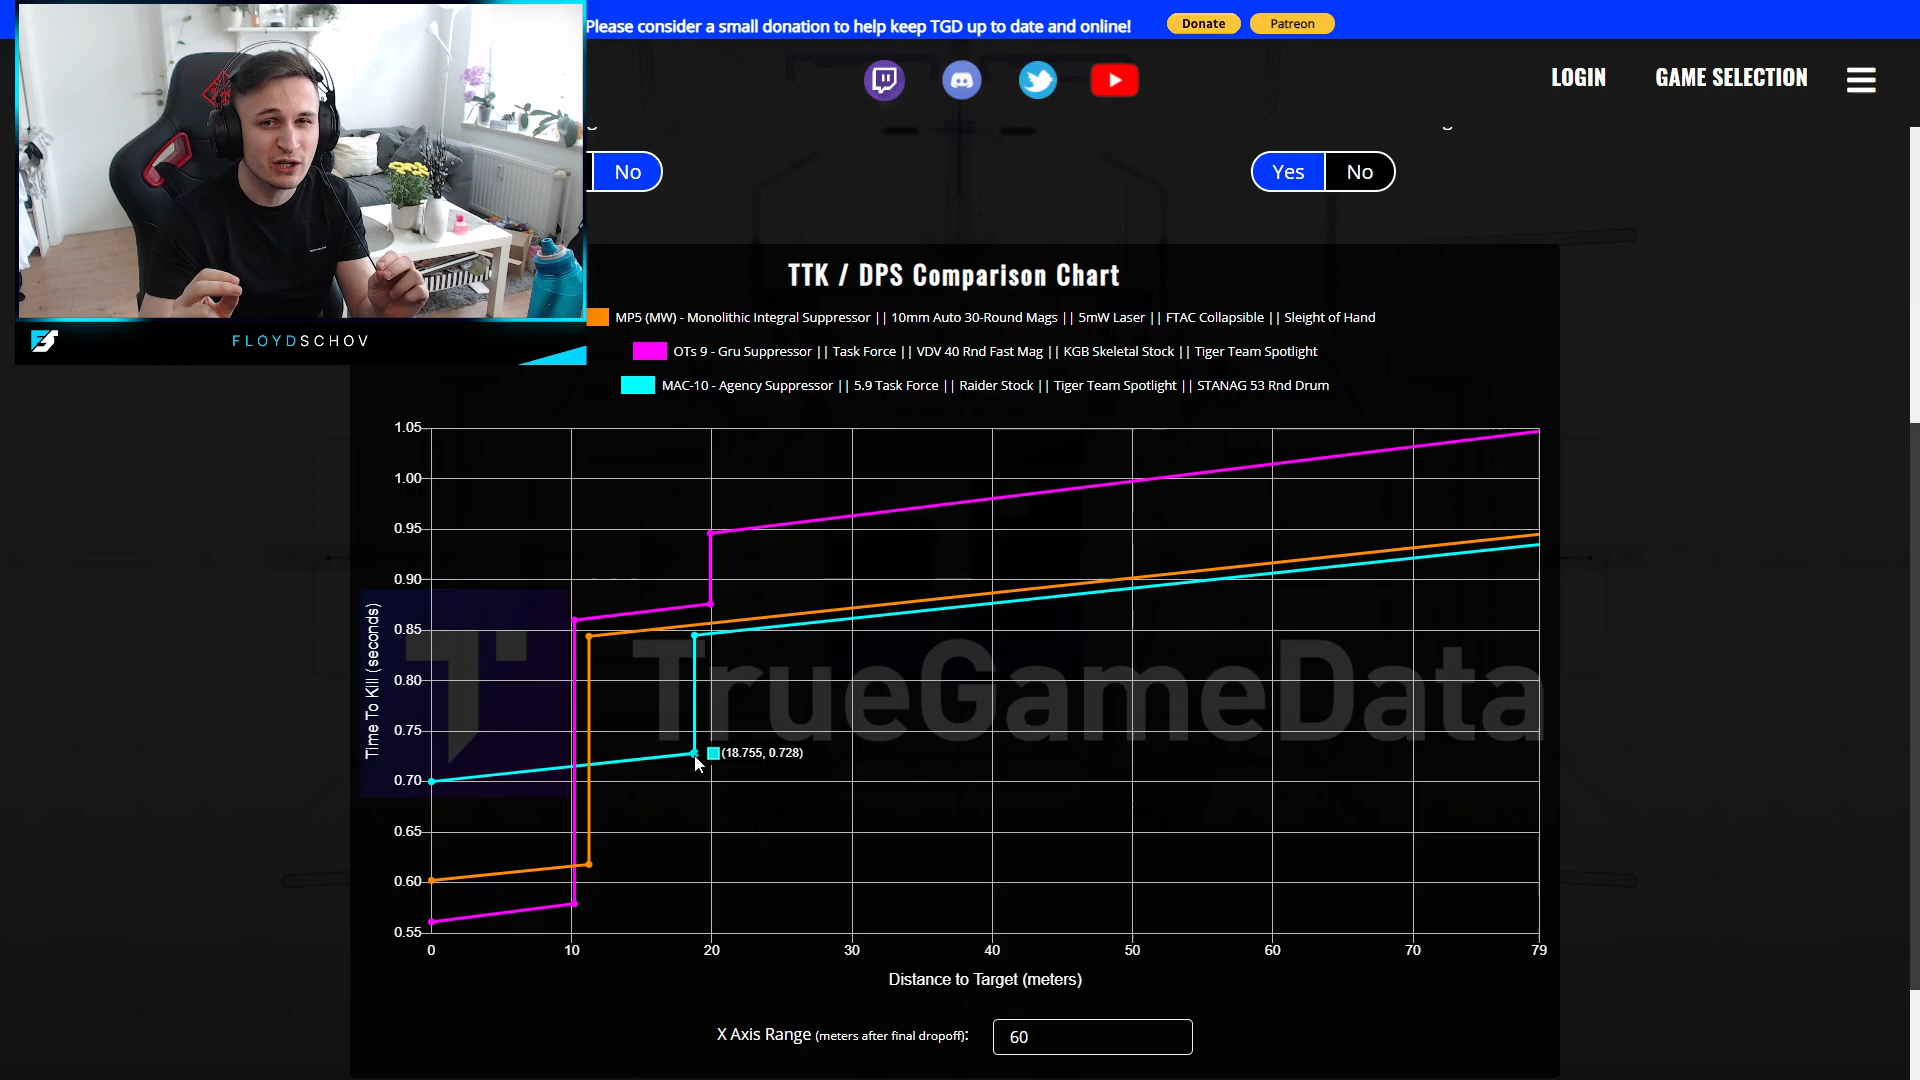 Please consider a small donation to help keep TGD up to date and online!
Donate
Patreon
LOGIN
GAME SELECTION
No
Yes
No
FLOYDSCHOV
TTK / DPS Comparison Chart
MP5 (MW) - Monolithic Integral Suppressor || 10mm Auto 30-Round Mags || 5mW Laser || FTAC Collapsible || Sleight of Hand
OTs 9 - Gru Suppressor || Task Force || VDV 40 Rnd Fast Mag || KGB Skeletal Stock || Tiger Team Spotlight
MAC-10 - Agency Suppressor || 5.9 Task Force || Raider Stock || Tiger Team Spotlight || STANAG 53 Rnd Drum
1.05
1.00
0.95
0.90
0.85
0.80
0.75
0.70
0.65
0.60
0.55
Time To Kill (seconds)
TrueGameData
(18.755, 0.728)
0
10
20
30
40
50
60
70
79
Distance to Target (meters)
X Axis Range (meters after final dropoff):
60